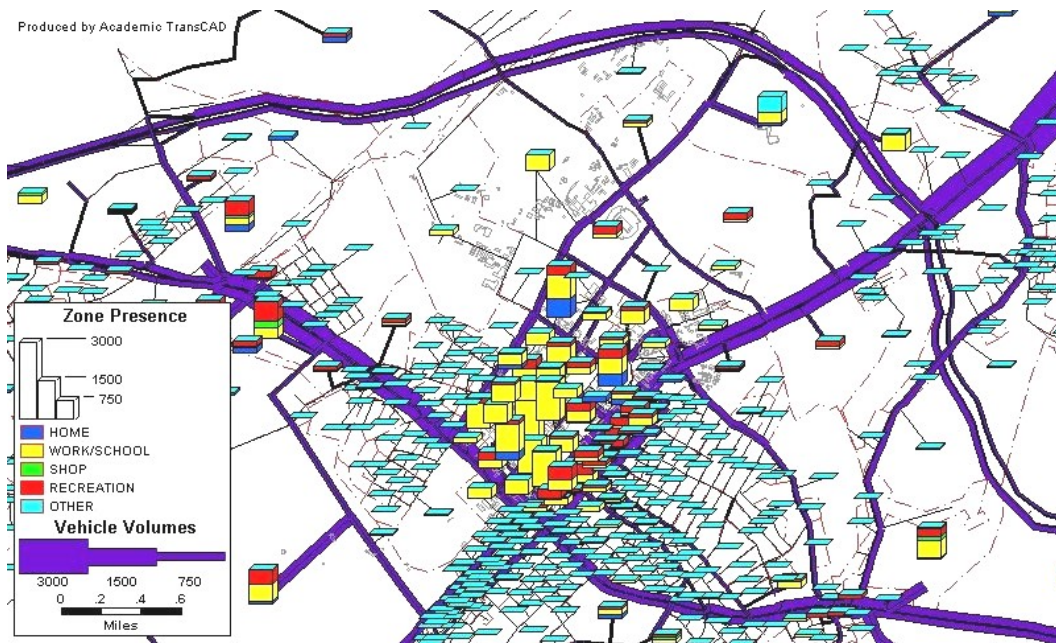 Produced by Academic TransCAD
Zone Presence
3000
1500
750
HOME
WORK/SCHOOL
SHOP
RECREATION
OTHER
Vehicle Volumes
3000 1500 750
0 .2 .4 .6
Miles